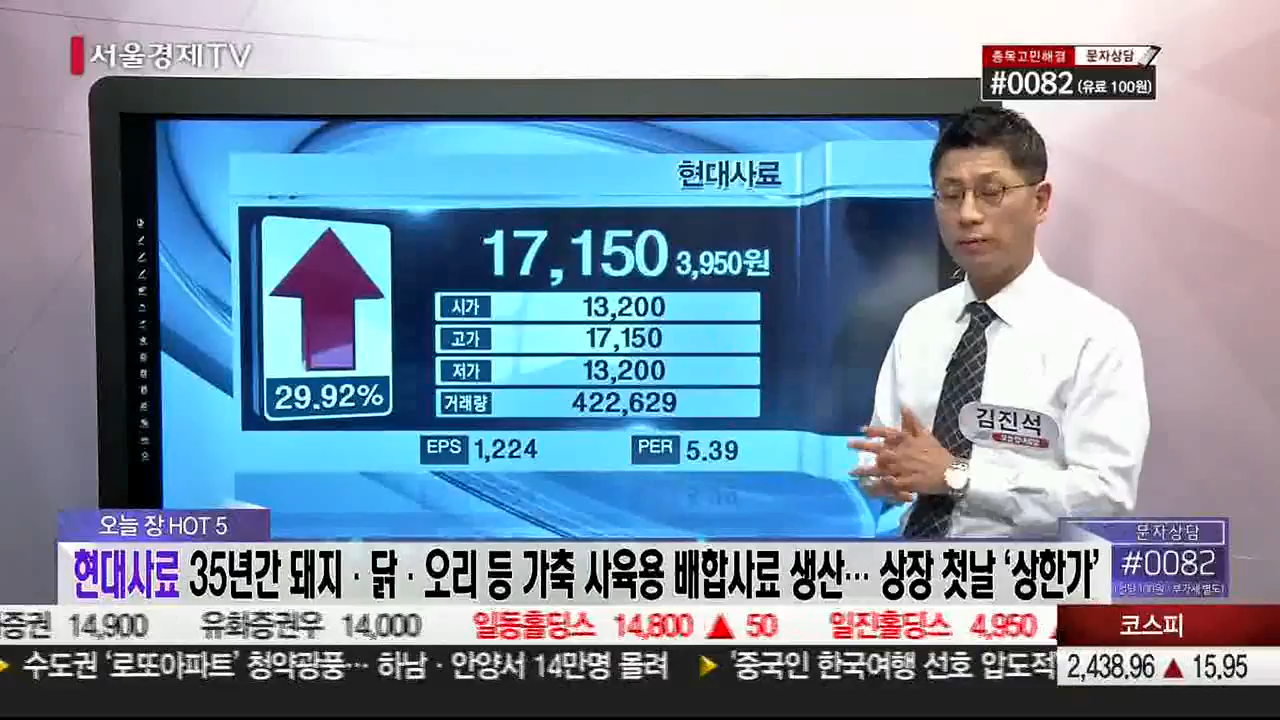 서울경제TV
종목고민해결 문자상담
#0082 (유료 100원)
현대사료
17,150 3,950원
시가 13,200
고가 17,150
저가 13,200
거래량 422,629
29.92%
EPS 1,224 PER 5.39
김진석
오늘 장 HOT 5
현대사료 35년간 돼지·닭·오리 등 가축 사육용 배합사료 생산… 상장 첫날 ‘상한가’
문자상담
#0082
증권 14,900 유화증권우 14,000 일동홀딩스 14,800 ▲ 50 일진홀딩스 4,950
코스피
2,438.96 ▲ 15.95
수도권 ‘로또아파트’ 청약광풍… 하남·안양서 14만명 몰려 ‘중국인 한국여행 선호 압도적